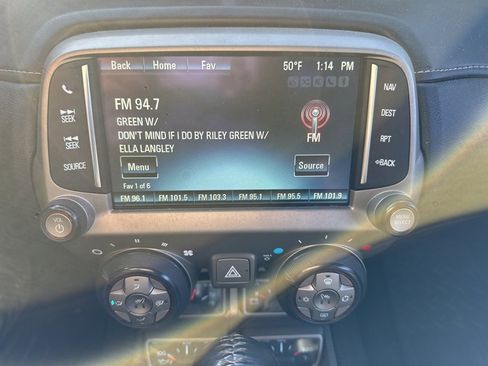 Back Home Fav 50°F 1:14 PM
NAV
FM 94.7
SEEK
DEST
GREEN W/
DON'T MIND IF I DO BY RILEY GREEN W/
ELLA LANGLEY
FM
SEEK
RPT
SOURCE
Menu
Source
BACK
Fav 1 of 6
FM 96.1 FM 101.5 FM 103.3 FM 95.1 FM 95.5 FM 101.9
VOL
MENU
SELECT